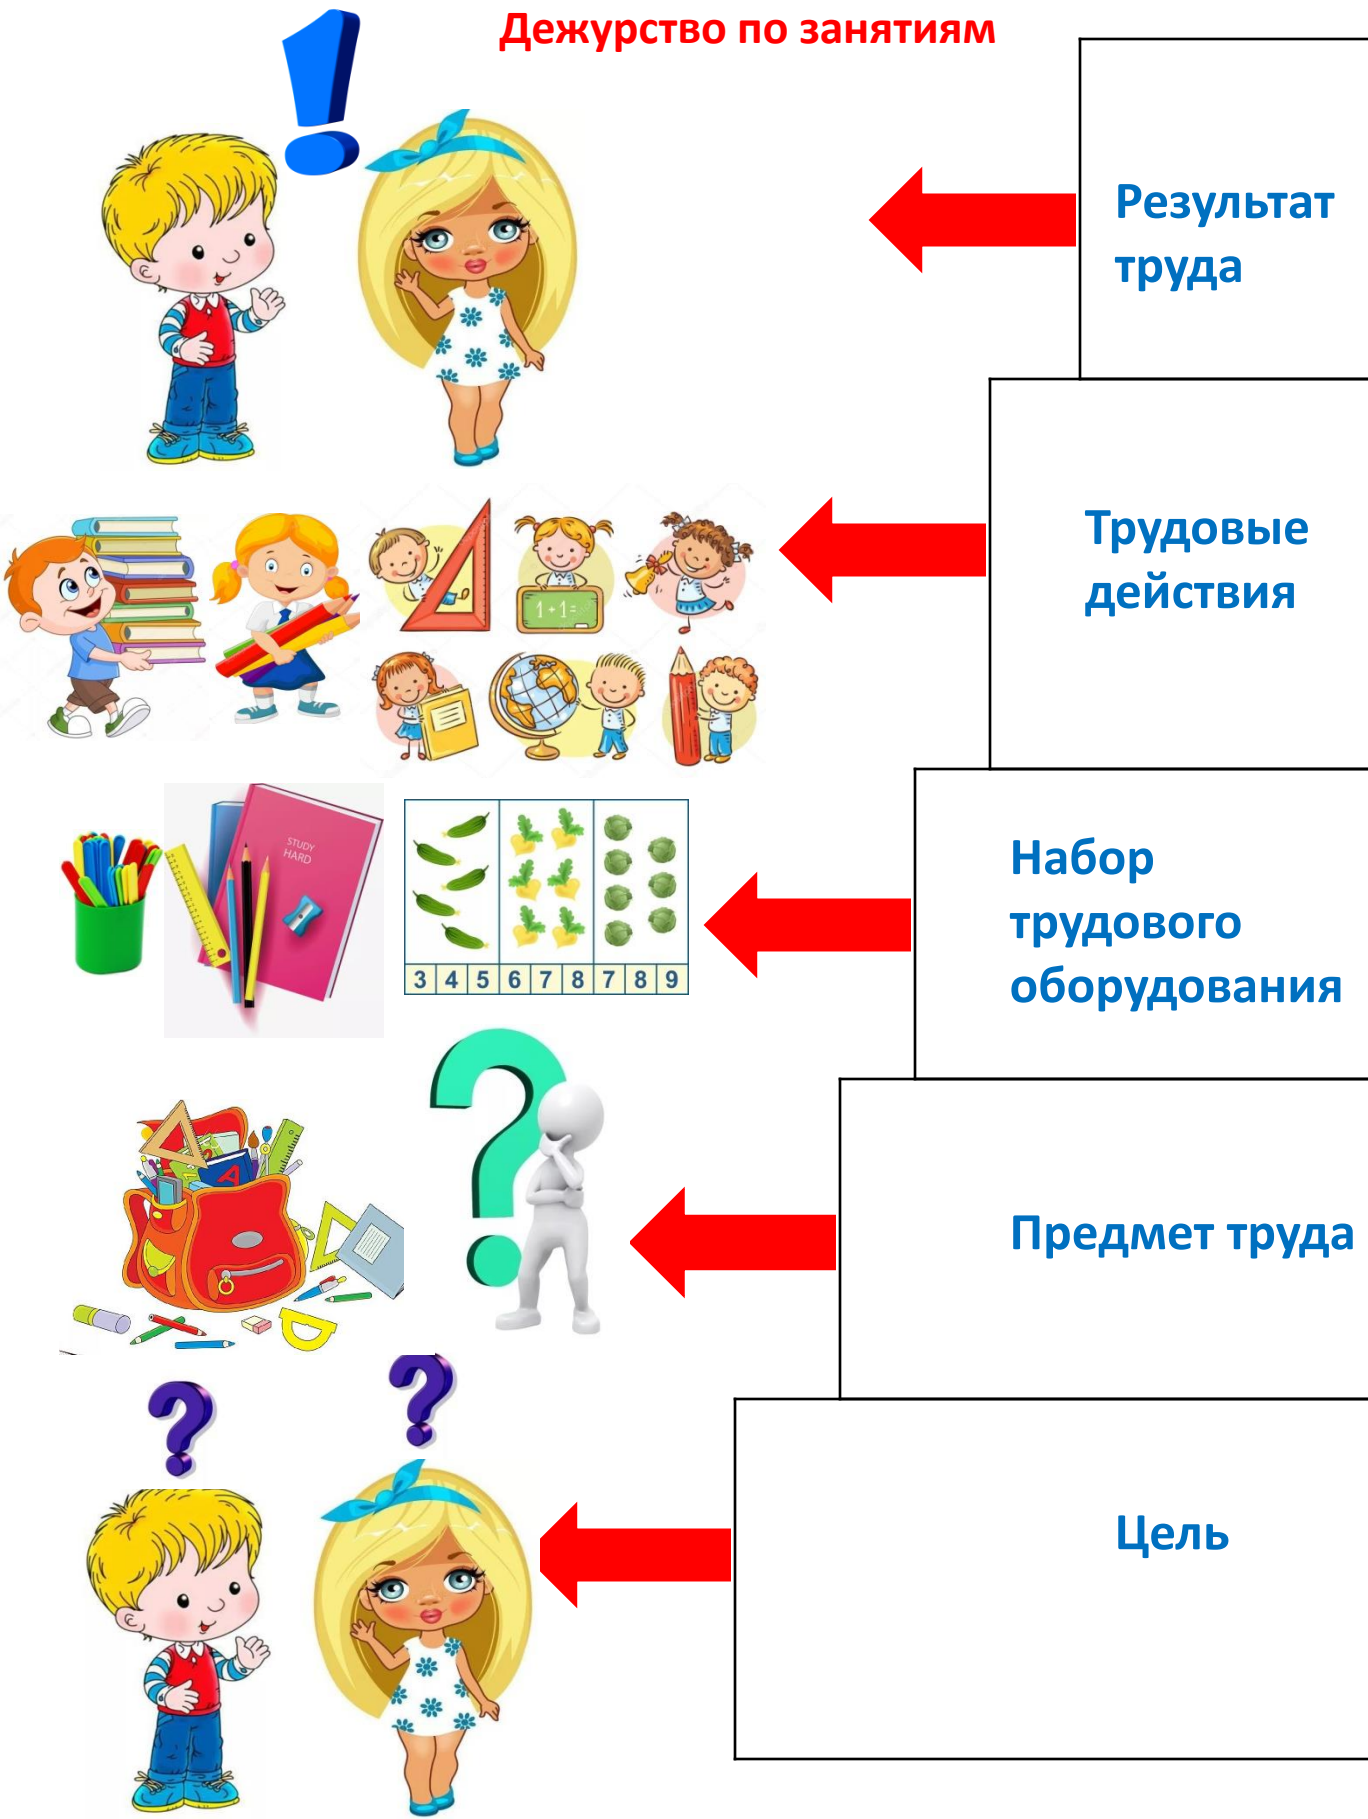 Дежурство по занятиям
Результат
труда
Трудовые
действия
1+1=
STUDY
HARD
3 4 5 6 7 8 7 8 9
Набор
трудового
оборудования
А
Предмет труда
Цель